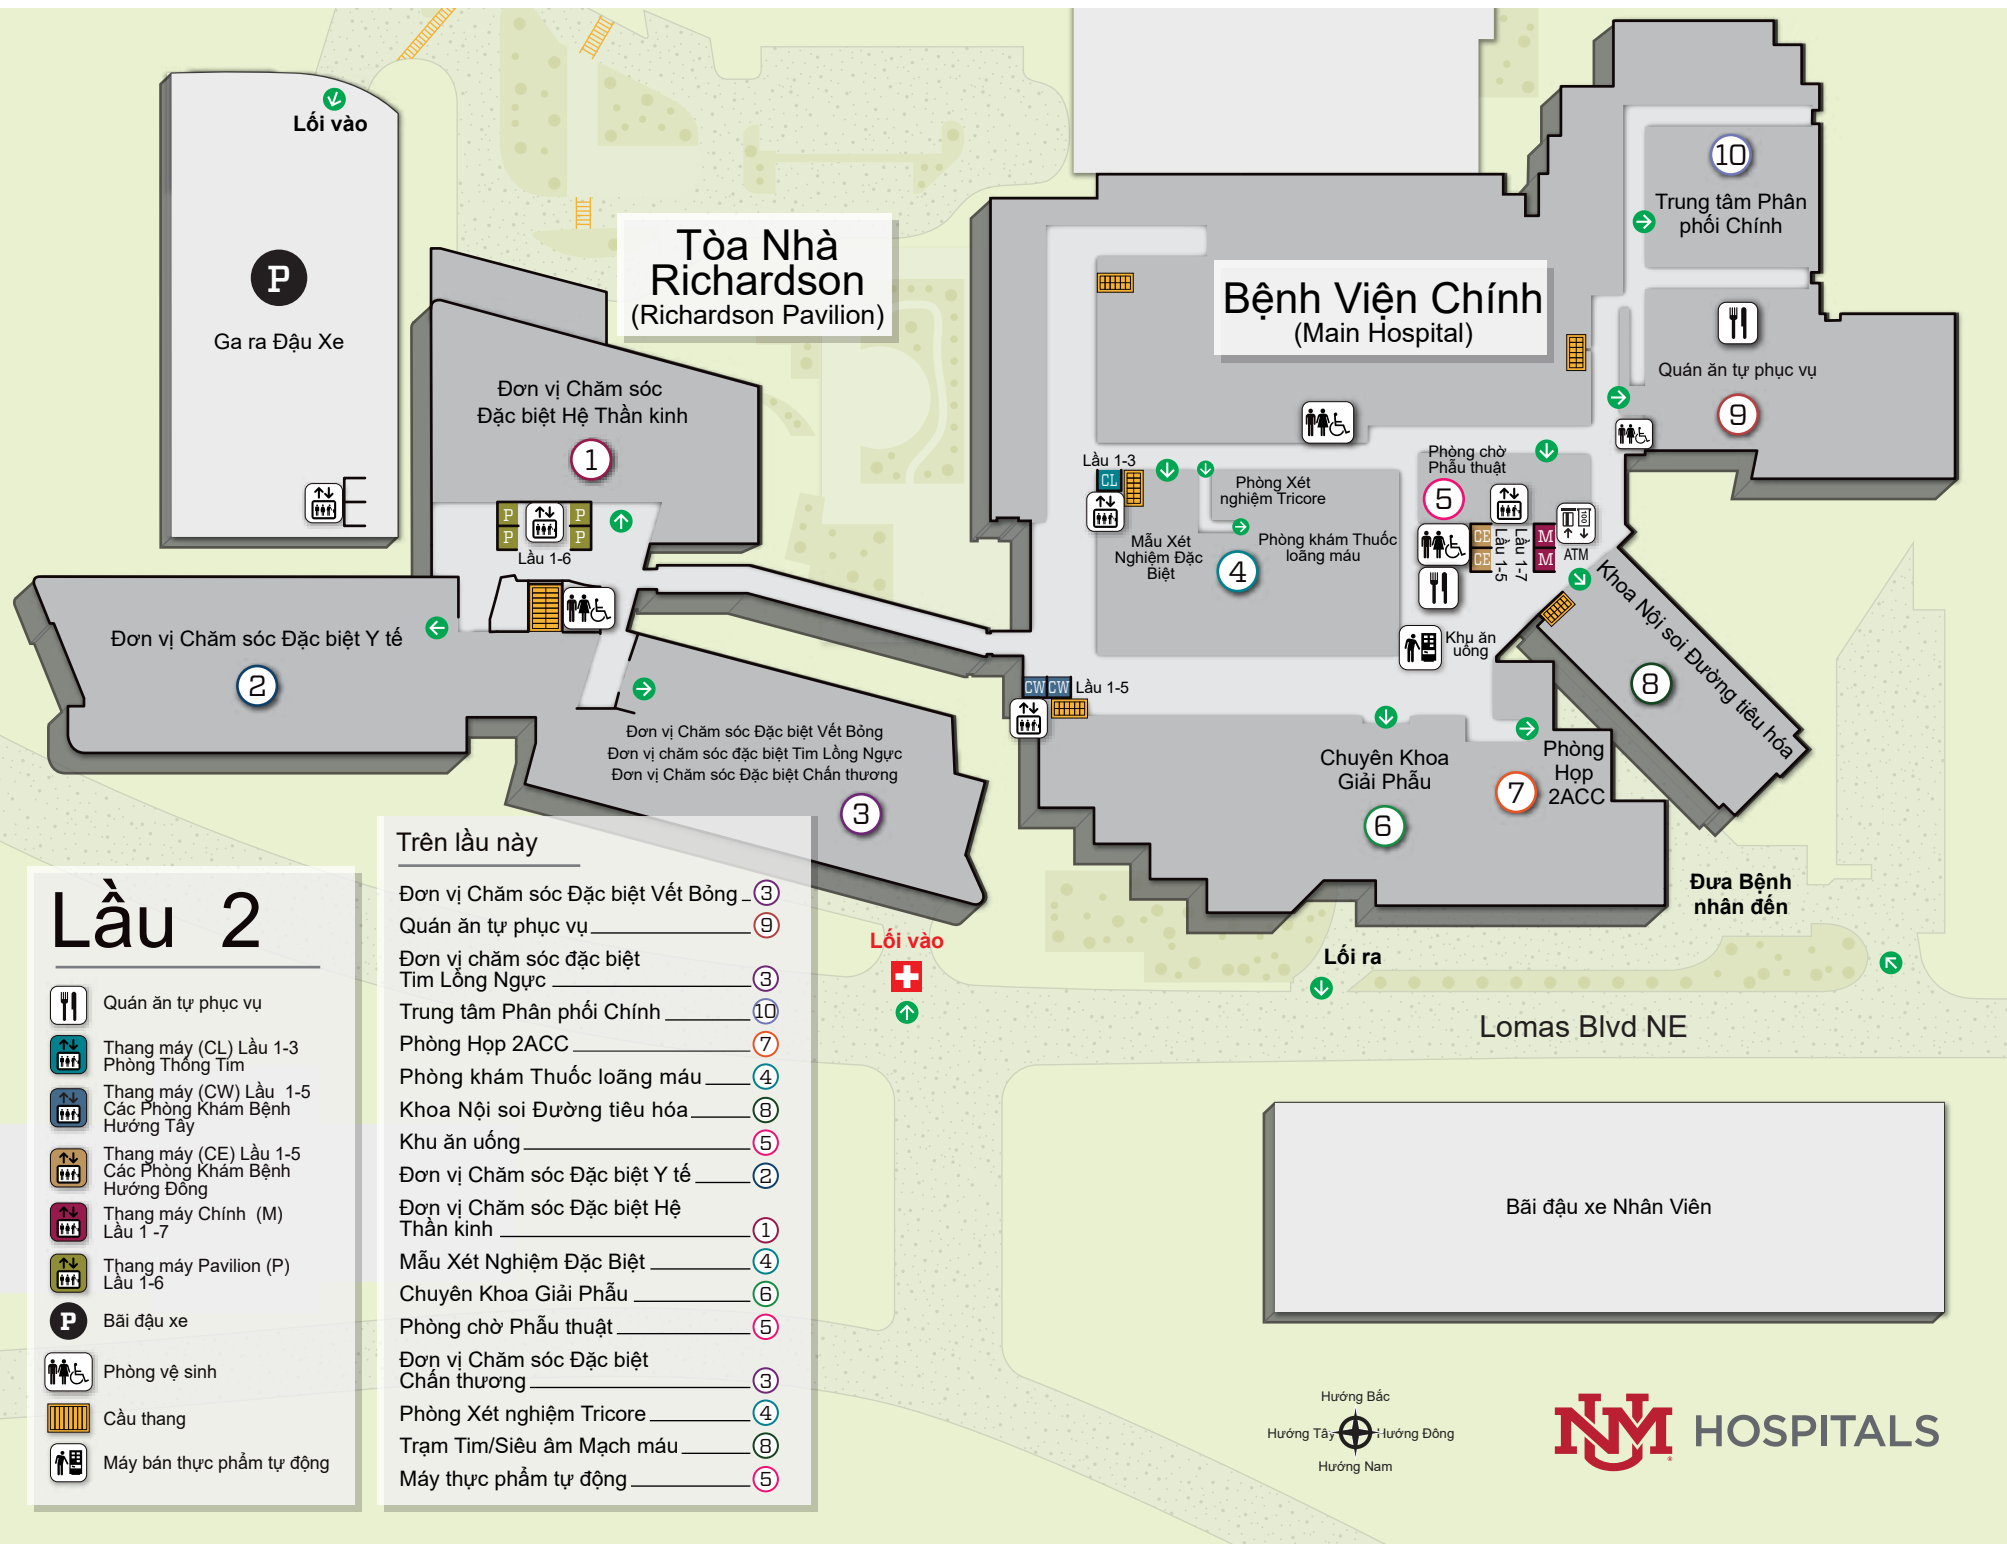 Lối vào
P
Ga ra Đậu Xe
Tòa Nhà
Richardson
(Richardson Pavilion)
Bệnh Viện Chính
(Main Hospital)
10
Trung tâm Phân
phối Chính
Quán ăn tự phục vụ
9
Đơn vị Chăm sóc
Đặc biệt Hệ Thần kinh
1
P
P
P
P
Lầu 1-6
Đơn vị Chăm sóc Đặc biệt Y tế
2
Đơn vị Chăm sóc Đặc biệt Vết Bỏng
Đơn vị chăm sóc đặc biệt Tim Lồng Ngực
Đơn vị Chăm sóc Đặc biệt Chấn thương
3
Lầu 1-3
CL
Phòng Xét
nghiệm Tricore
Mẫu Xét
Nghiệm Đặc
Biệt
4
Phòng khám Thuốc
loãng máu
Phòng chờ
Phẫu thuật
5
CE
CE
Lầu 1-5
Lầu 1-7
M
M
100
ATM
Khu ăn
uống
Khoa Nội soi Đường tiêu hóa
8
CW CW Lầu 1-5
Chuyên Khoa
Giải Phẫu
6
7
Phòng
Họp
2ACC
Đưa Bệnh
nhân đến
Lối vào
Lối ra
Lomas Blvd NE
Bãi đậu xe Nhân Viên
Lầu 2
Quán ăn tự phục vụ
Thang máy (CL) Lầu 1-3
Phòng Thông Tim
Thang máy (CW) Lầu 1-5
Các Phòng Khám Bệnh
Hướng Tây
Thang máy (CE) Lầu 1-5
Các Phòng Khám Bệnh
Hướng Đông
Thang máy Chính (M)
Lầu 1 -7
Thang máy Pavilion (P)
Lầu 1-6
P Bãi đậu xe
Phòng vệ sinh
Cầu thang
Máy bán thực phẩm tự động
Trên lầu này
Đơn vị Chăm sóc Đặc biệt Vết Bỏng 3
Quán ăn tự phục vụ 9
Đơn vị chăm sóc đặc biệt
Tim Lồng Ngực 3
Trung tâm Phân phối Chính 10
Phòng Họp 2ACC 7
Phòng khám Thuốc loãng máu 4
Khoa Nội soi Đường tiêu hóa 8
Khu ăn uống 5
Đơn vị Chăm sóc Đặc biệt Y tế 2
Đơn vị Chăm sóc Đặc biệt Hệ
Thần kinh 1
Mẫu Xét Nghiệm Đặc Biệt 4
Chuyên Khoa Giải Phẫu 6
Phòng chờ Phẫu thuật 5
Đơn vị Chăm sóc Đặc biệt
Chấn thương 3
Phòng Xét nghiệm Tricore 4
Trạm Tim/Siêu âm Mạch máu 8
Máy thực phẩm tự động 5
Hướng Bắc
Hướng Tây
Hướng Đông
Hướng Nam
UNM HOSPITALS